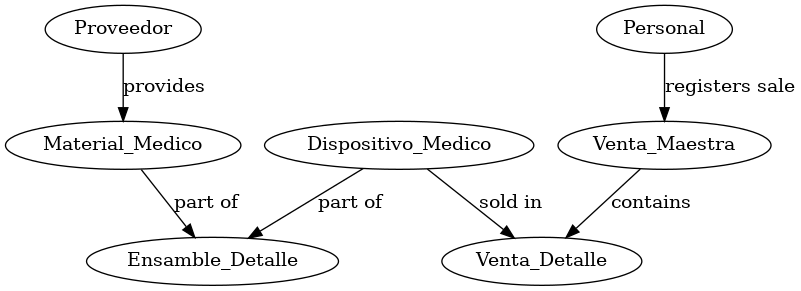 Proveedor
Personal
provides
registers sale
Material_Medico
Dispositivo_Medico
Venta_Maestra
part of
part of
sold in
contains
Ensamble_Detalle
Venta_Detalle